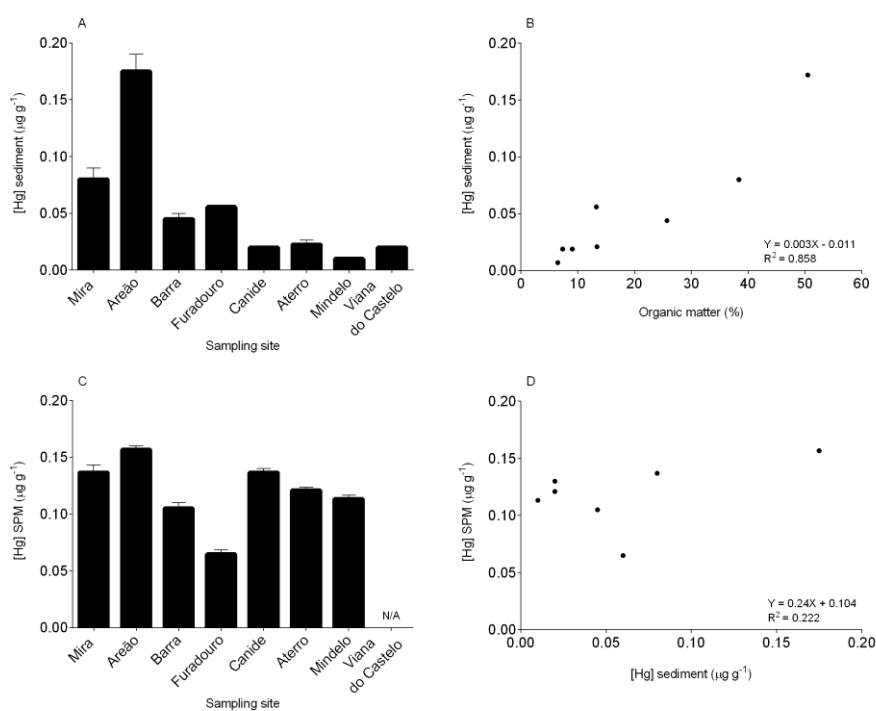 A
[Hg] sediment (µg g⁻¹)
0.20
0.15
0.10
0.05
0.00
Mira
Areão
Barra
Furadouro
Canide
Aterro
Mindelo
Viana
do Castelo
Sampling site
B
[Hg] sediment (µg g⁻¹)
0.20
0.15
0.10
0.05
0.00
Y = 0.003X - 0.011
R² = 0.858
0 10 20 30 40 50 60
Organic matter (%)
C
[Hg] SPM (µg g⁻¹)
0.20
0.15
0.10
0.05
0.00
N/A
Mira
Areão
Barra
Furadouro
Canide
Aterro
Mindelo
Viana
do Castelo
Sampling site
D
[Hg] SPM (µg g⁻¹)
0.20
0.15
0.10
0.05
0.00
Y = 0.24X + 0.104
R² = 0.222
0.00 0.05 0.10 0.15 0.20
[Hg] sediment (µg g⁻¹)